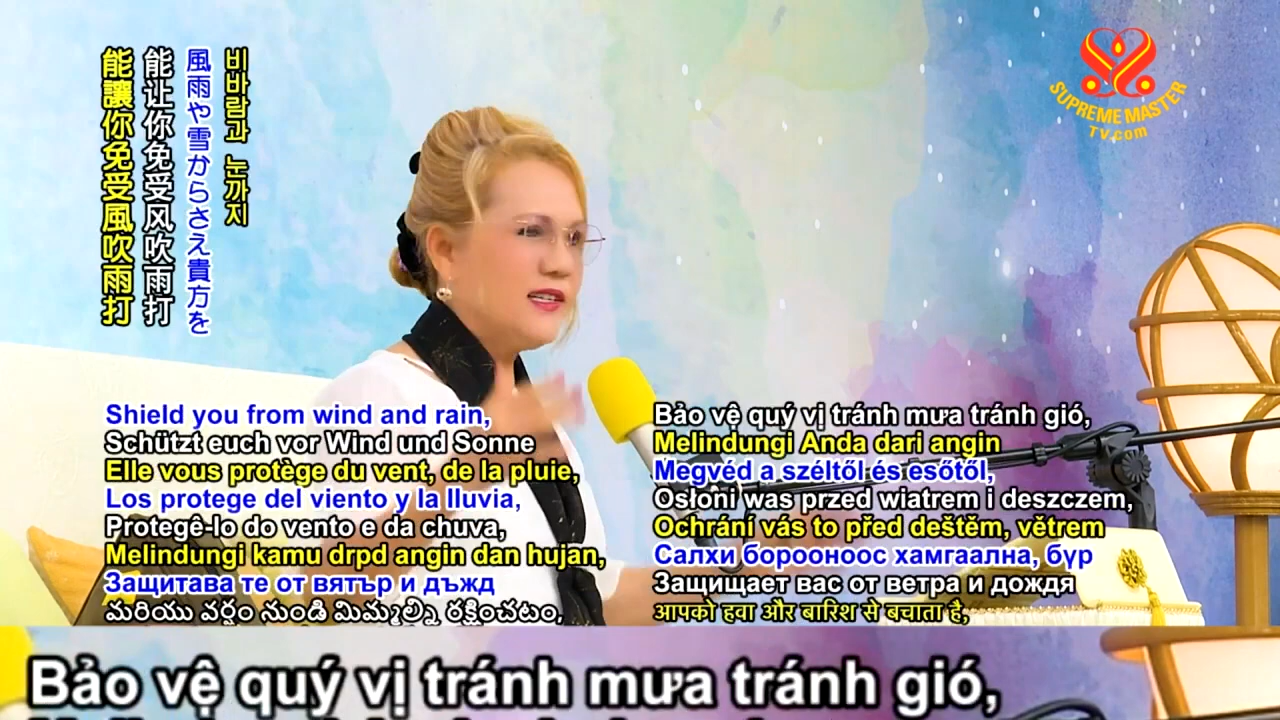 能讓你免受風吹雨打
能让你免受风吹雨打
風雨や雪からさえ貴方を
비바람과 눈까지
SUPREME MASTER
TV.com
Shield you from wind and rain,
Schützt euch vor Wind und Sonne
Elle vous protège du vent, de la pluie,
Los protege del viento y la lluvia,
Protegê-lo do vento e da chuva,
Melindungi kamu drpd angin dan hujan,
Защитава те от вятър и дъжд
మరియు వర్షం నుండి మిమ్మల్ని రక్షించటం,
Bảo vệ quý vị tránh mưa tránh gió,
Melindungi Anda dari angin
Megvéd a széltől és esőtől,
Osłoni was przed wiatrem i deszczem,
Ochrání vás to před deštěm, větrem
Салхи борооноос хамгаална, бүр
Защищает вас от ветра и дождя
आपको हवा और बारिश से बचाता है,
Bảo vệ quý vị tránh mưa tránh gió,